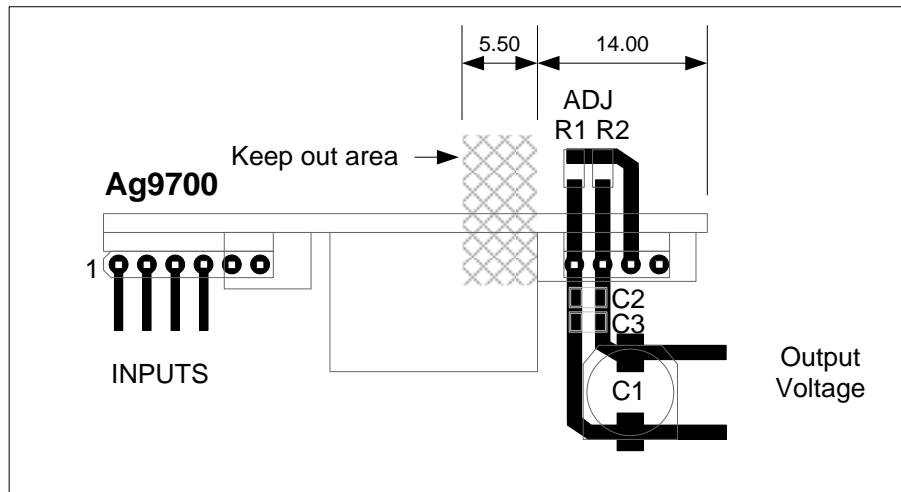 5.50 14.00
ADJ
R1 R2
Keep out area
Ag9700
1
C2
C3
INPUTS
Output
Voltage
C1